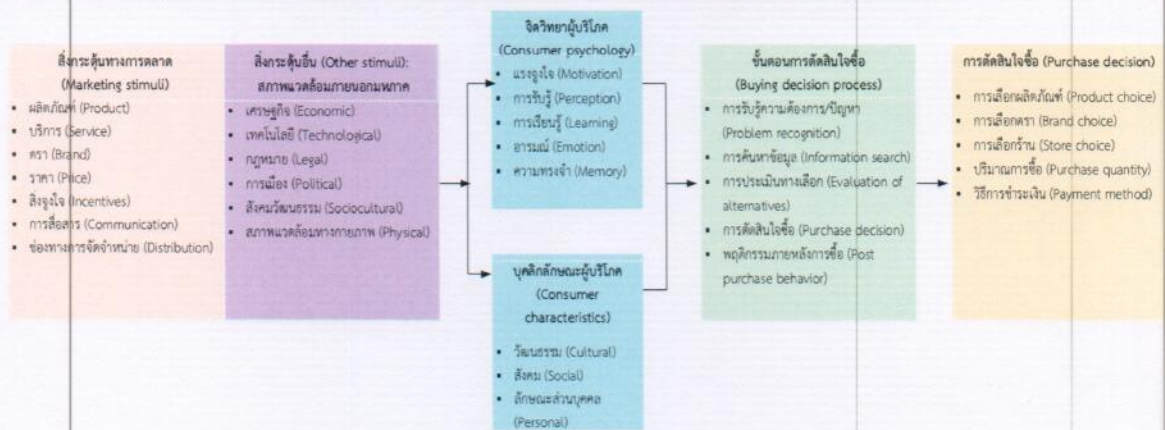 สิ่งกระตุ้นทางการตลาด
(Marketing stimuli)
▪ ผลิตภัณฑ์ (Product)
▪ บริการ (Service)
▪ ตรา (Brand)
▪ ราคา (Price)
▪ สิ่งจูงใจ (Incentives)
▪ การสื่อสาร (Communication)
▪ ช่องทางการจัดจำหน่าย (Distribution)
สิ่งกระตุ้นอื่น (Other stimuli):
สภาพแวดล้อมภายนอกมหภาค
▪ เศรษฐกิจ (Economic)
▪ เทคโนโลยี (Technological)
▪ กฎหมาย (Legal)
▪ การเมือง (Political)
▪ สังคมวัฒนธรรม (Sociocultural)
▪ สภาพแวดล้อมทางกายภาพ (Physical)
จิตวิทยาผู้บริโภค
(Consumer psychology)
▪ แรงจูงใจ (Motivation)
▪ การรับรู้ (Perception)
▪ การเรียนรู้ (Learning)
▪ อารมณ์ (Emotion)
▪ ความทรงจำ (Memory)
บุคลิกลักษณะผู้บริโภค
(Consumer
characteristics)
▪ วัฒนธรรม (Cultural)
▪ สังคม (Social)
▪ ลักษณะส่วนบุคคล
(Personal)
ขั้นตอนการตัดสินใจซื้อ
(Buying decision process)
▪ การรับรู้ความต้องการ/ปัญหา
(Problem recognition)
▪ การค้นหาข้อมูล (Information search)
▪ การประเมินทางเลือก (Evaluation of
alternatives)
▪ การตัดสินใจซื้อ (Purchase decision)
▪ พฤติกรรมภายหลังการซื้อ (Post
purchase behavior)
การตัดสินใจซื้อ (Purchase decision)
▪ การเลือกผลิตภัณฑ์ (Product choice)
▪ การเลือกตรา (Brand choice)
▪ การเลือกร้าน (Store choice)
▪ ปริมาณการซื้อ (Purchase quantity)
▪ วิธีการชำระเงิน (Payment method)